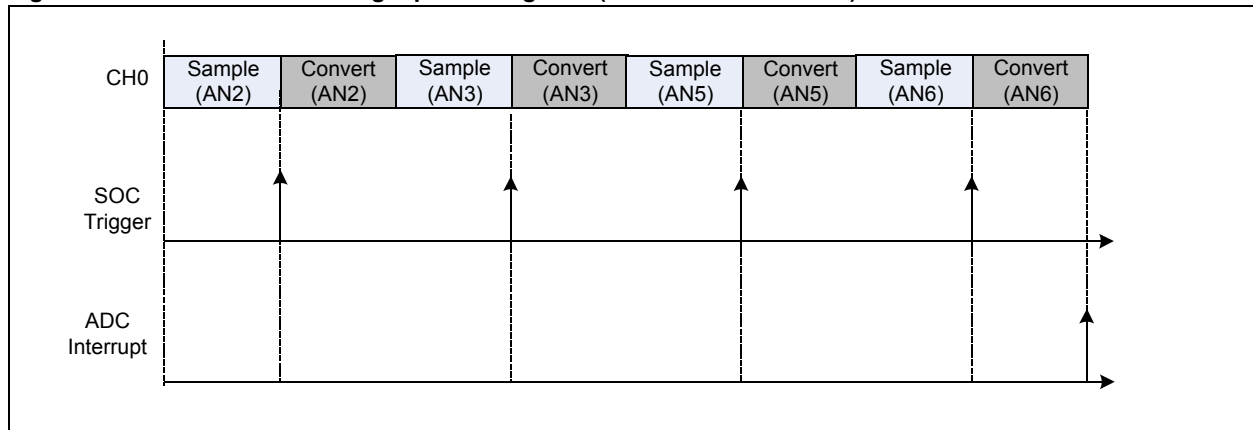 CH0
Sample Convert Sample Convert Sample Convert Sample Convert
(AN2) (AN2) (AN3) (AN3) (AN5) (AN5) (AN6) (AN6)
SOC
Trigger
ADC
Interrupt